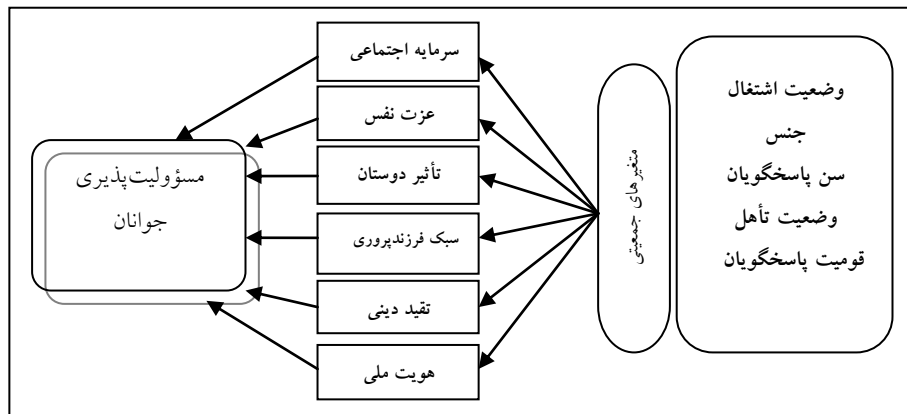 وضعیت اشتغال
جنس
سن پاسخگویان
وضعیت تأهل
قومیت پاسخگویان
متغیرهای جمعیتی
سرمایه اجتماعی
عزت نفس
تأثیر دوستان
سبک فرزندپروری
تقید دینی
هویت ملی
مسؤولیت‌پذیری
جوانان